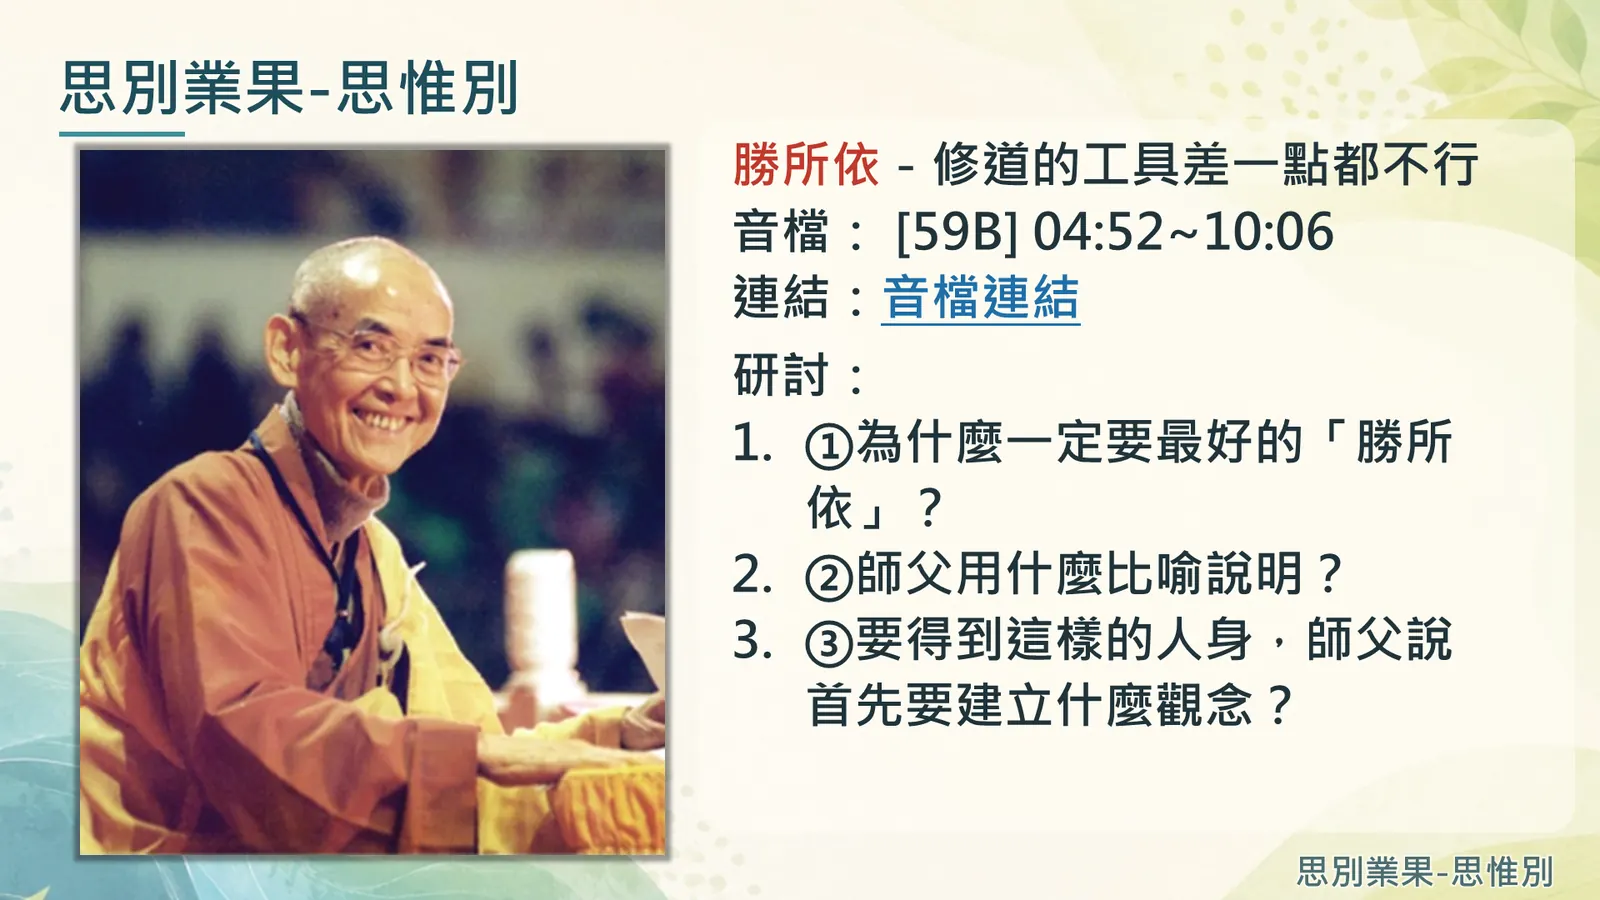 思別業果-思惟別
勝所依 - 修道的工具差一點都不行
音檔： [59B] 04:52~10:06
連結：音檔連結
研討：
1. ①為什麼一定要最好的「勝所
依」？
2. ②師父用什麼比喻說明？
3. ③要得到這樣的人身，師父說
首先要建立什麼觀念？
思別業果-思惟別